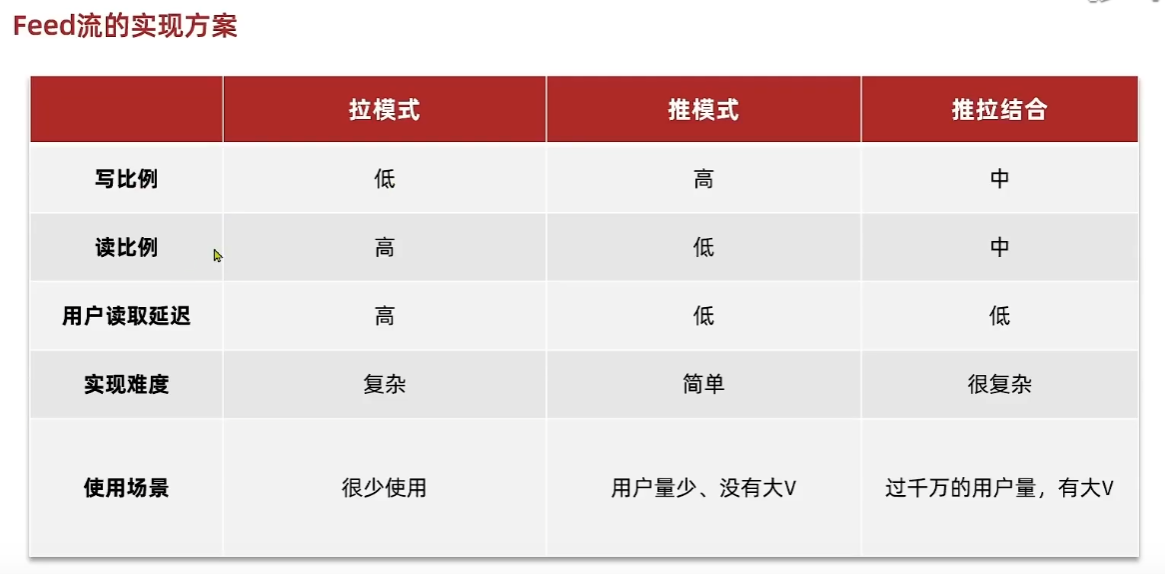 Feed流的实现方案
拉模式 推模式 推拉结合
写比例 低 高 中
读比例 高 低 中
用户读取延迟 高 低 低
实现难度 复杂 简单 很复杂
使用场景 很少使用 用户量少、没有大V 过千万的用户量，有大V